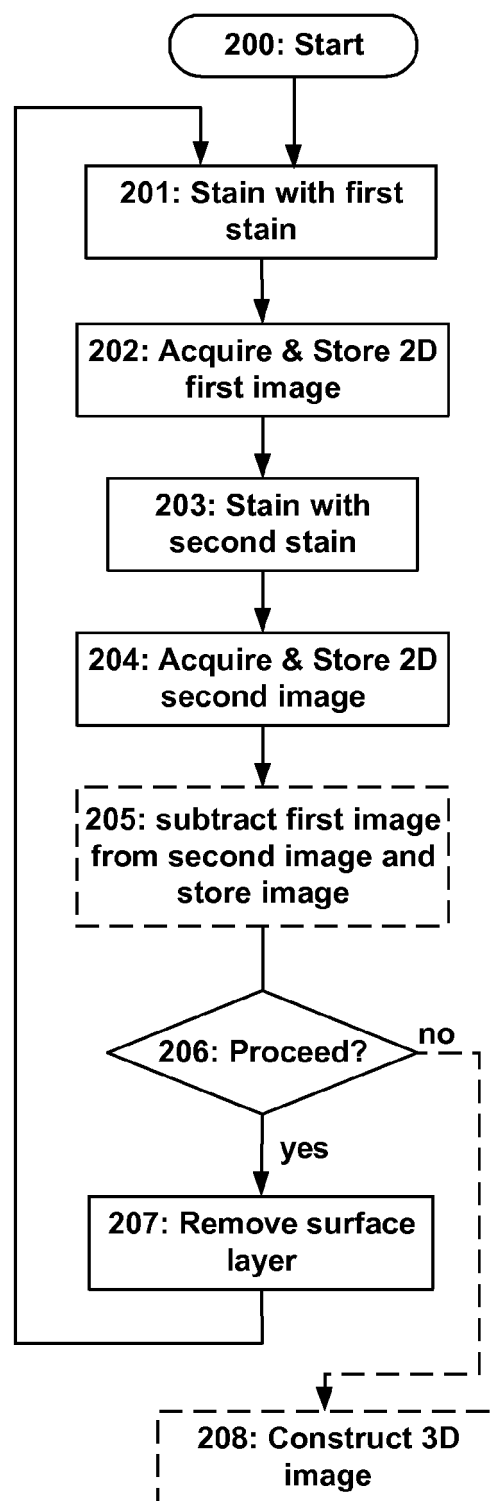 200: Start
201: Stain with first
stain
202: Acquire & Store 2D
first image
203: Stain with
second stain
204: Acquire & Store 2D
second image
205: subtract first image
from second image and
store image
206: Proceed?
no
yes
207: Remove surface
layer
208: Construct 3D
image